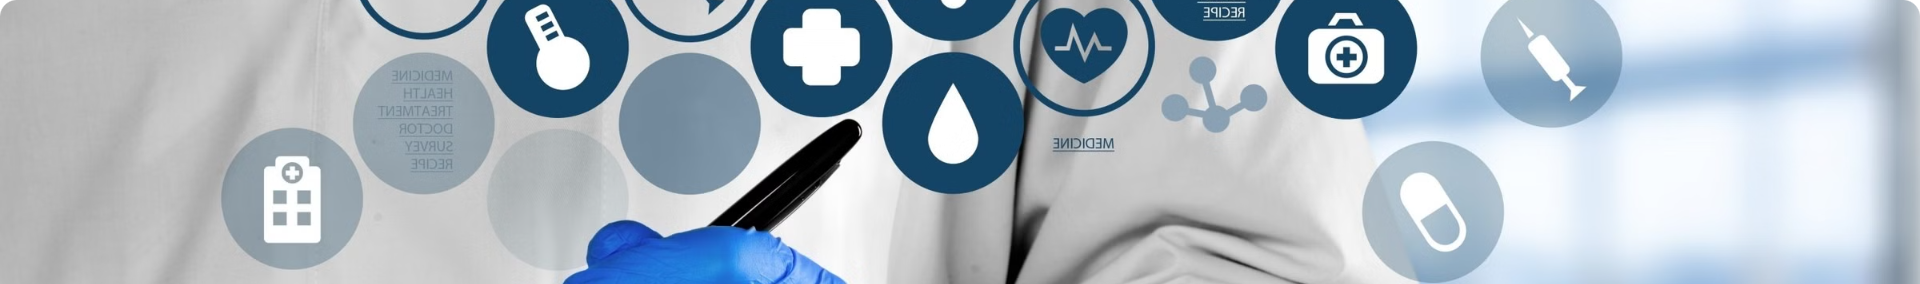 RECIPE
MEDICINE
HEALTH
TREATMENT
DOCTOR
SURVEY
RECIPE
MEDICINE